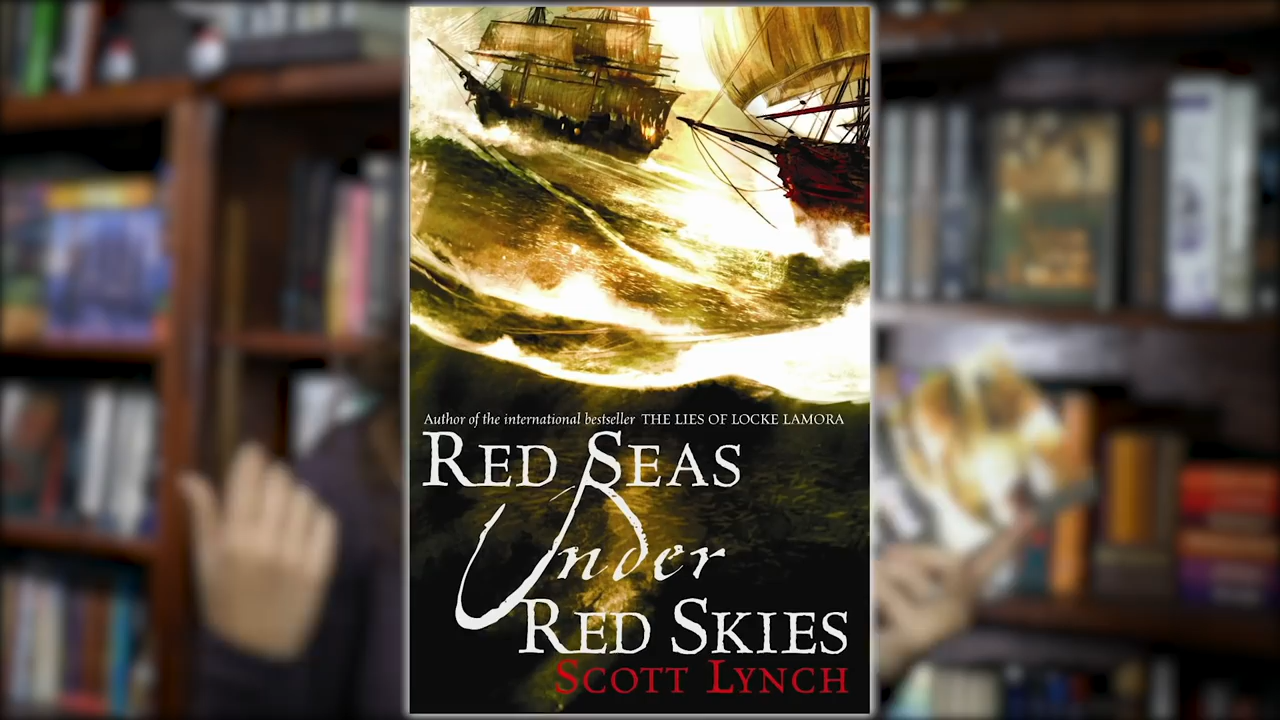 Author of the international bestseller THE LIES OF LOCKE LAMORA
RED SEAS
Under
RED SKIES
SCOTT LYNCH